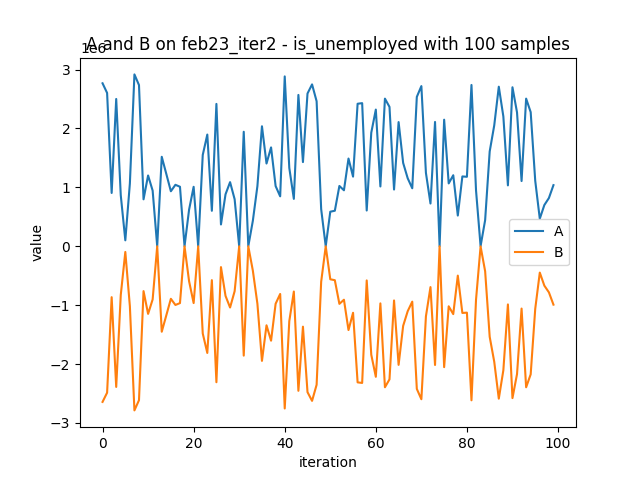 A and B on feb23_iter2 - is_unemployed with 100 samples
1e6
3
2
1
0
−1
−2
−3
value
0
20
40
60
80
100
iteration
A
B